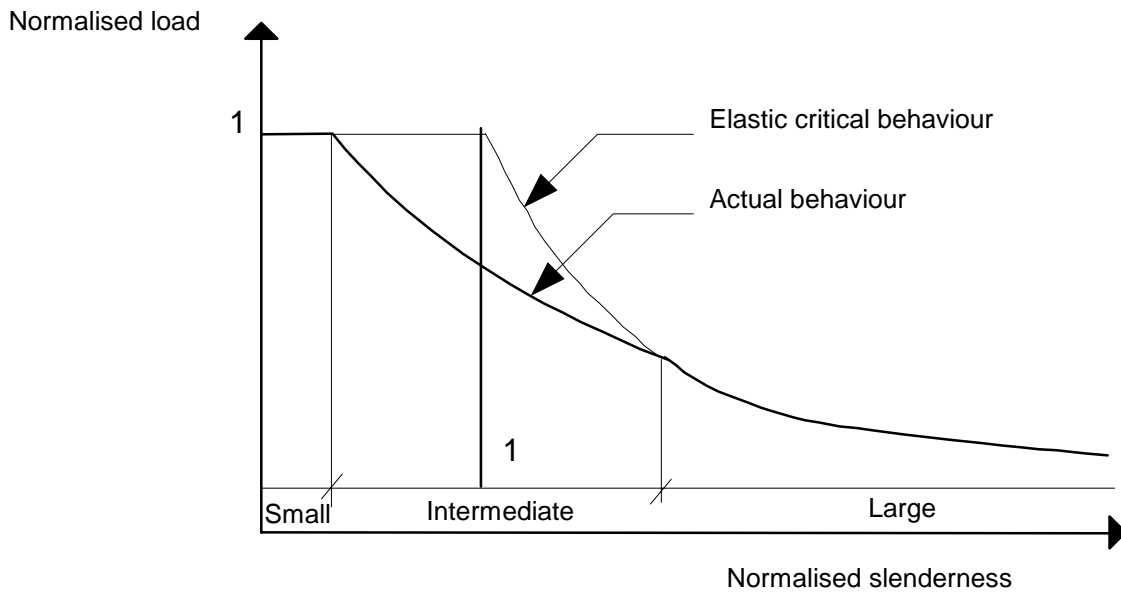 Normalised load
1
Elastic critical behaviour
Actual behaviour
1
Small
Intermediate
Large
Normalised slenderness